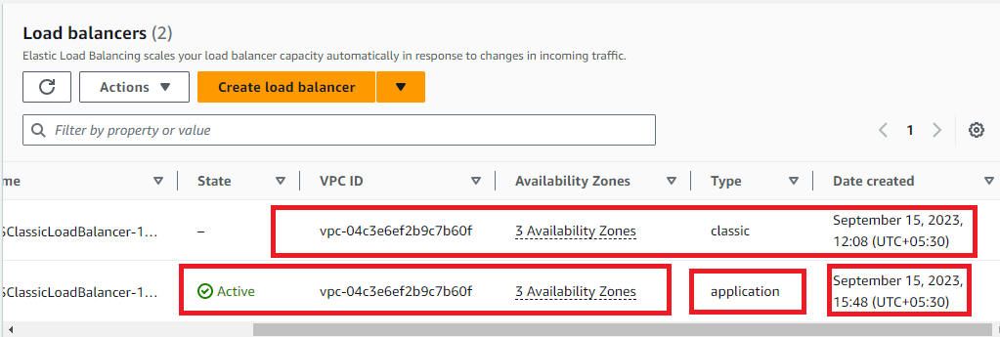 Load balancers (2)
Elastic Load Balancing scales your load balancer capacity automatically in response to changes in incoming traffic.
Actions Create load balancer
Filter by property or value
1
me State VPC ID Availability Zones Type Date created
SClassicLoadBalancer-1... – vpc-04c3e6ef2b9c7b60f 3 Availability Zones classic September 15, 2023,
12:08 (UTC+05:30)
SClassicLoadBalancer-1... Active vpc-04c3e6ef2b9c7b60f 3 Availability Zones application September 15, 2023,
15:48 (UTC+05:30)